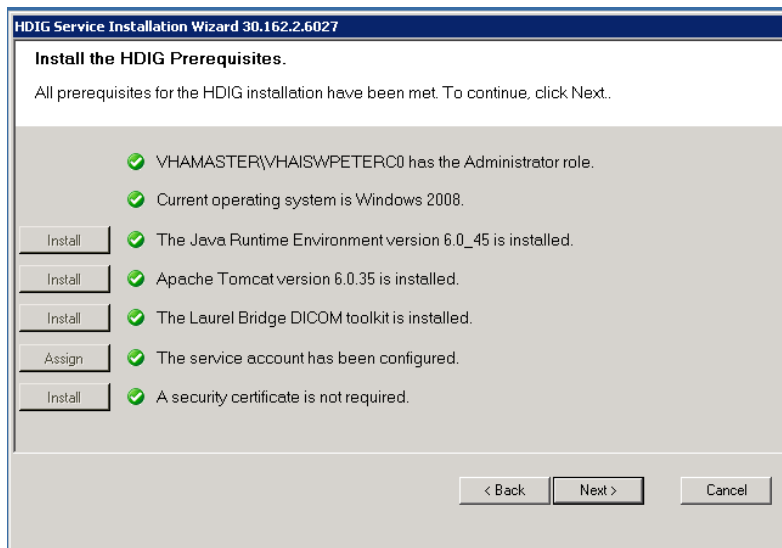 HDIG Service Installation Wizard 30.162.2.6027
Install the HDIG Prerequisites.
All prerequisites for the HDIG installation have been met. To continue, click Next..
VHAMASTER\VHAISWPETERC0 has the Administrator role.
Current operating system is Windows 2008.
Install The Java Runtime Environment version 6.0_45 is installed.
Install Apache Tomcat version 6.0.35 is installed.
Install The Laurel Bridge DICOM toolkit is installed.
Assign The service account has been configured.
Install A security certificate is not required.
< Back Next > Cancel